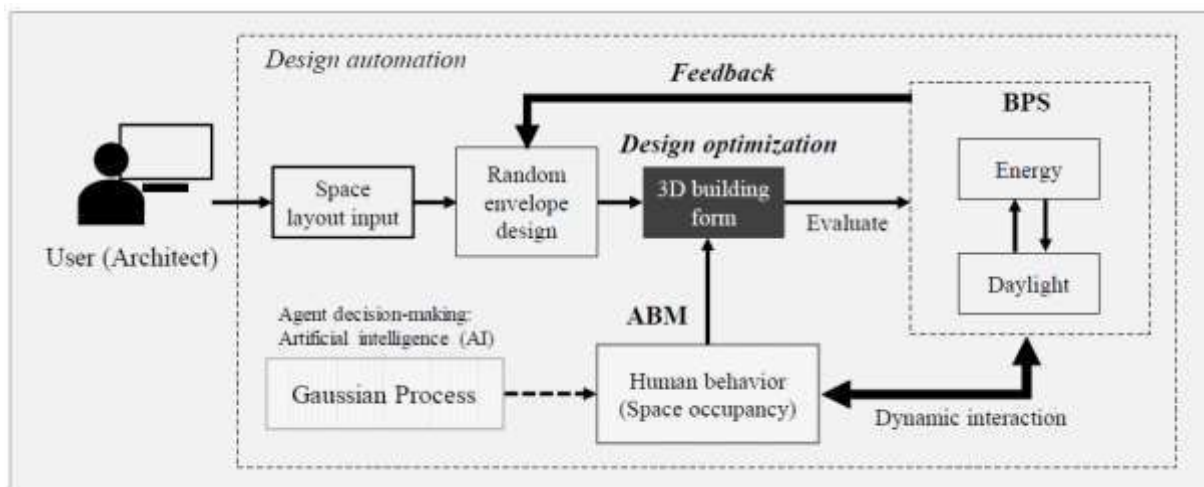 Design automation
Feedback
BPS
Design optimization
Energy
Space
layout input
Random
envelope
design
3D building
form
Evaluate
User (Architect)
Daylight
Agent decision-making:
Artificial intelligence (AI)
ABM
Gaussian Process
Human behavior
(Space occupancy)
Dynamic interaction